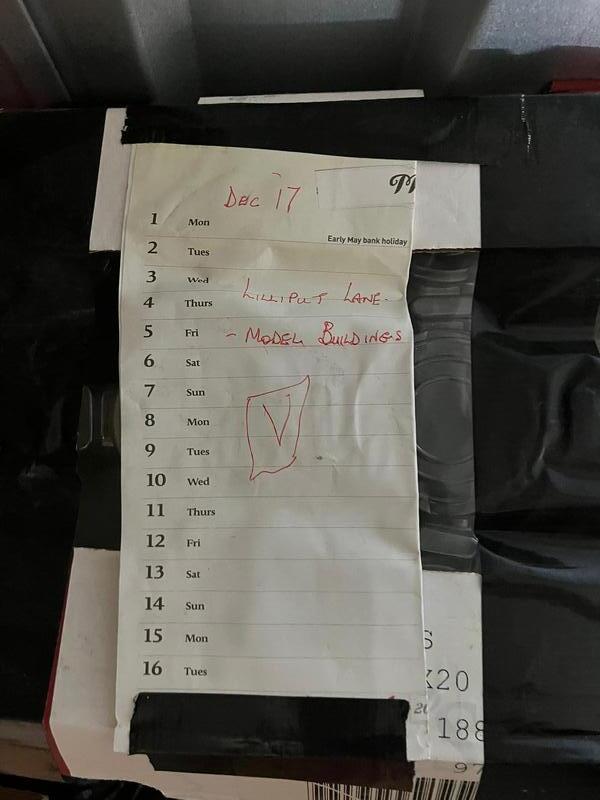 DEC 17
M
1 Mon
Early May bank holiday
2 Tues
3 Wed
LILLIPUT LANE-
4 Thurs
5 Fri - MODEL BUILDINGS
6 Sat
7 Sun
8 Mon
V
9 Tues
10 Wed
11 Thurs
12 Fri
13 Sat
14 Sun
15 Mon
16 Tues
S
X20
20
188
97